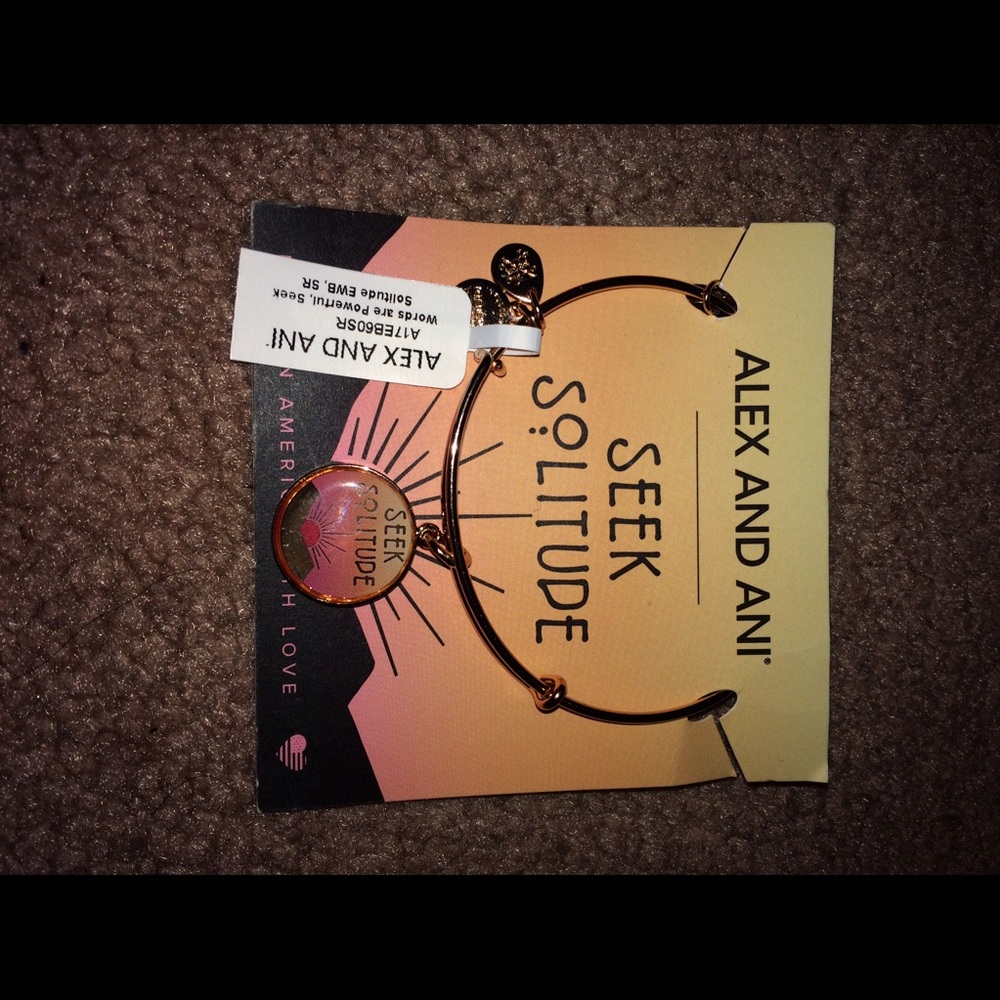 ALEX AND ANI®
SEEK
SOLITUDE
SEEK
SOLITUDE
LOVE
ALEX AND ANI
A17EB60SR
Words are Powerful, Seek
Solitude EWB, SR